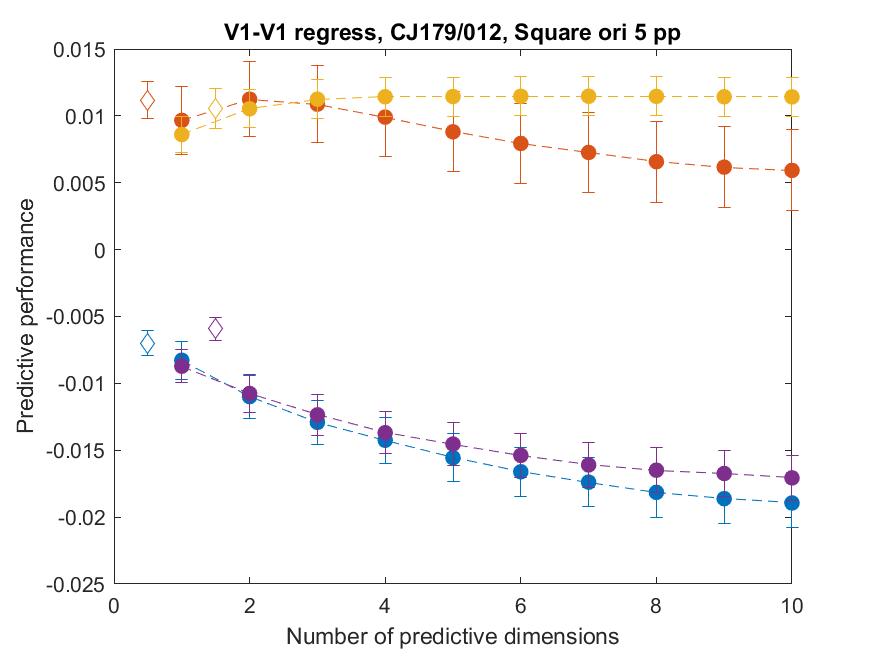 V1-V1 regress, CJ179/012, Square ori 5 pp
0.015
0.01
0.005
0
-0.005
-0.01
-0.015
-0.02
-0.025
Predictive performance
0 2 4 6 8 10
Number of predictive dimensions